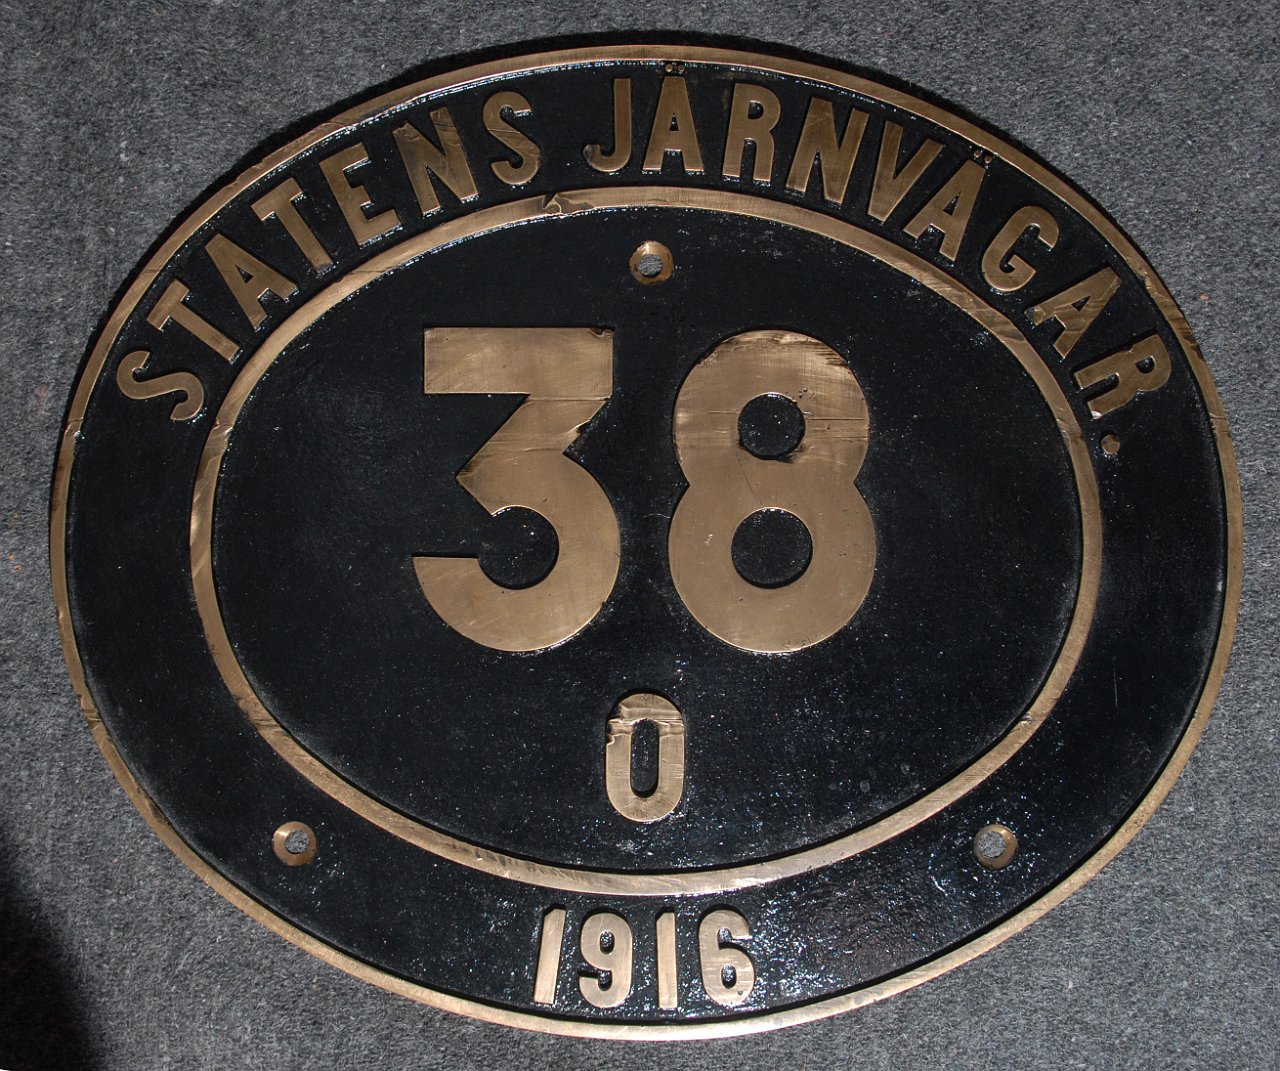 STATENS JÄRNVÄGAR.
38
O
1916